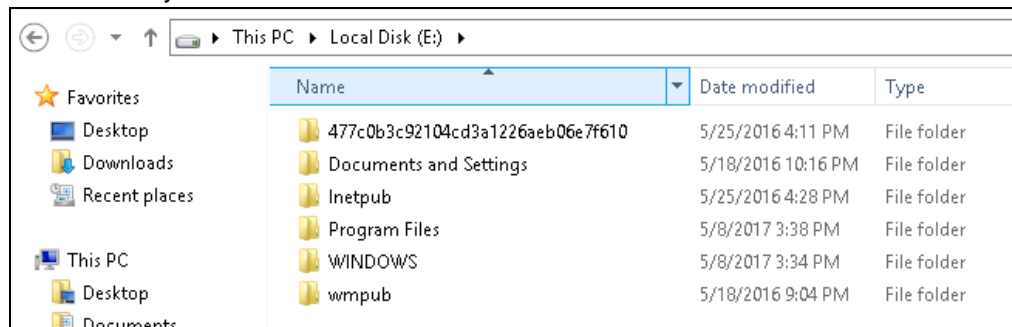 This PC Local Disk (E:)
Name Date modified Type
Favorites
Desktop
Downloads
Recent places
This PC
Desktop
Documents
477c0b3c92104cd3a1226aeb06e7f610 5/25/2016 4:11 PM File folder
Documents and Settings 5/18/2016 10:16 PM File folder
Inetpub 5/25/2016 4:28 PM File folder
Program Files 5/8/2017 3:38 PM File folder
WINDOWS 5/8/2017 3:34 PM File folder
wmpub 5/18/2016 9:04 PM File folder